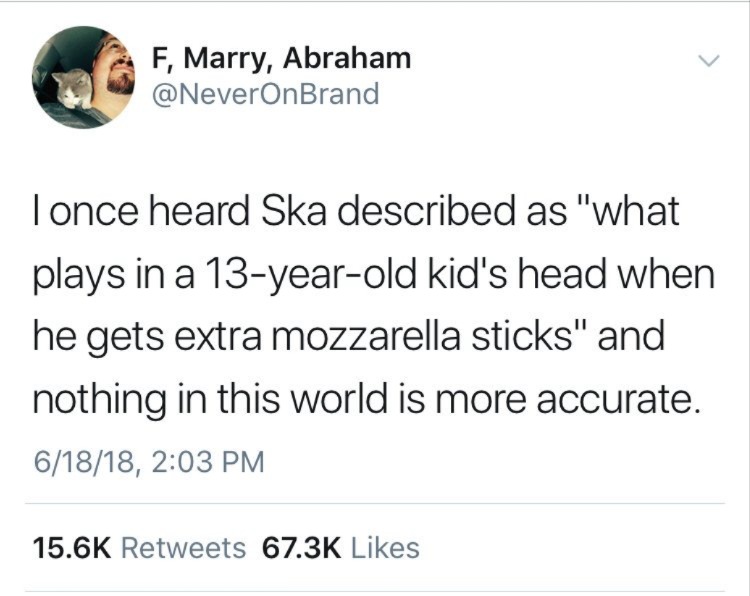 F, Marry, Abraham
@NeverOnBrand
I once heard Ska described as "what
plays in a 13-year-old kid's head when
he gets extra mozzarella sticks" and
nothing in this world is more accurate.
6/18/18, 2:03 PM
15.6K Retweets 67.3K Likes